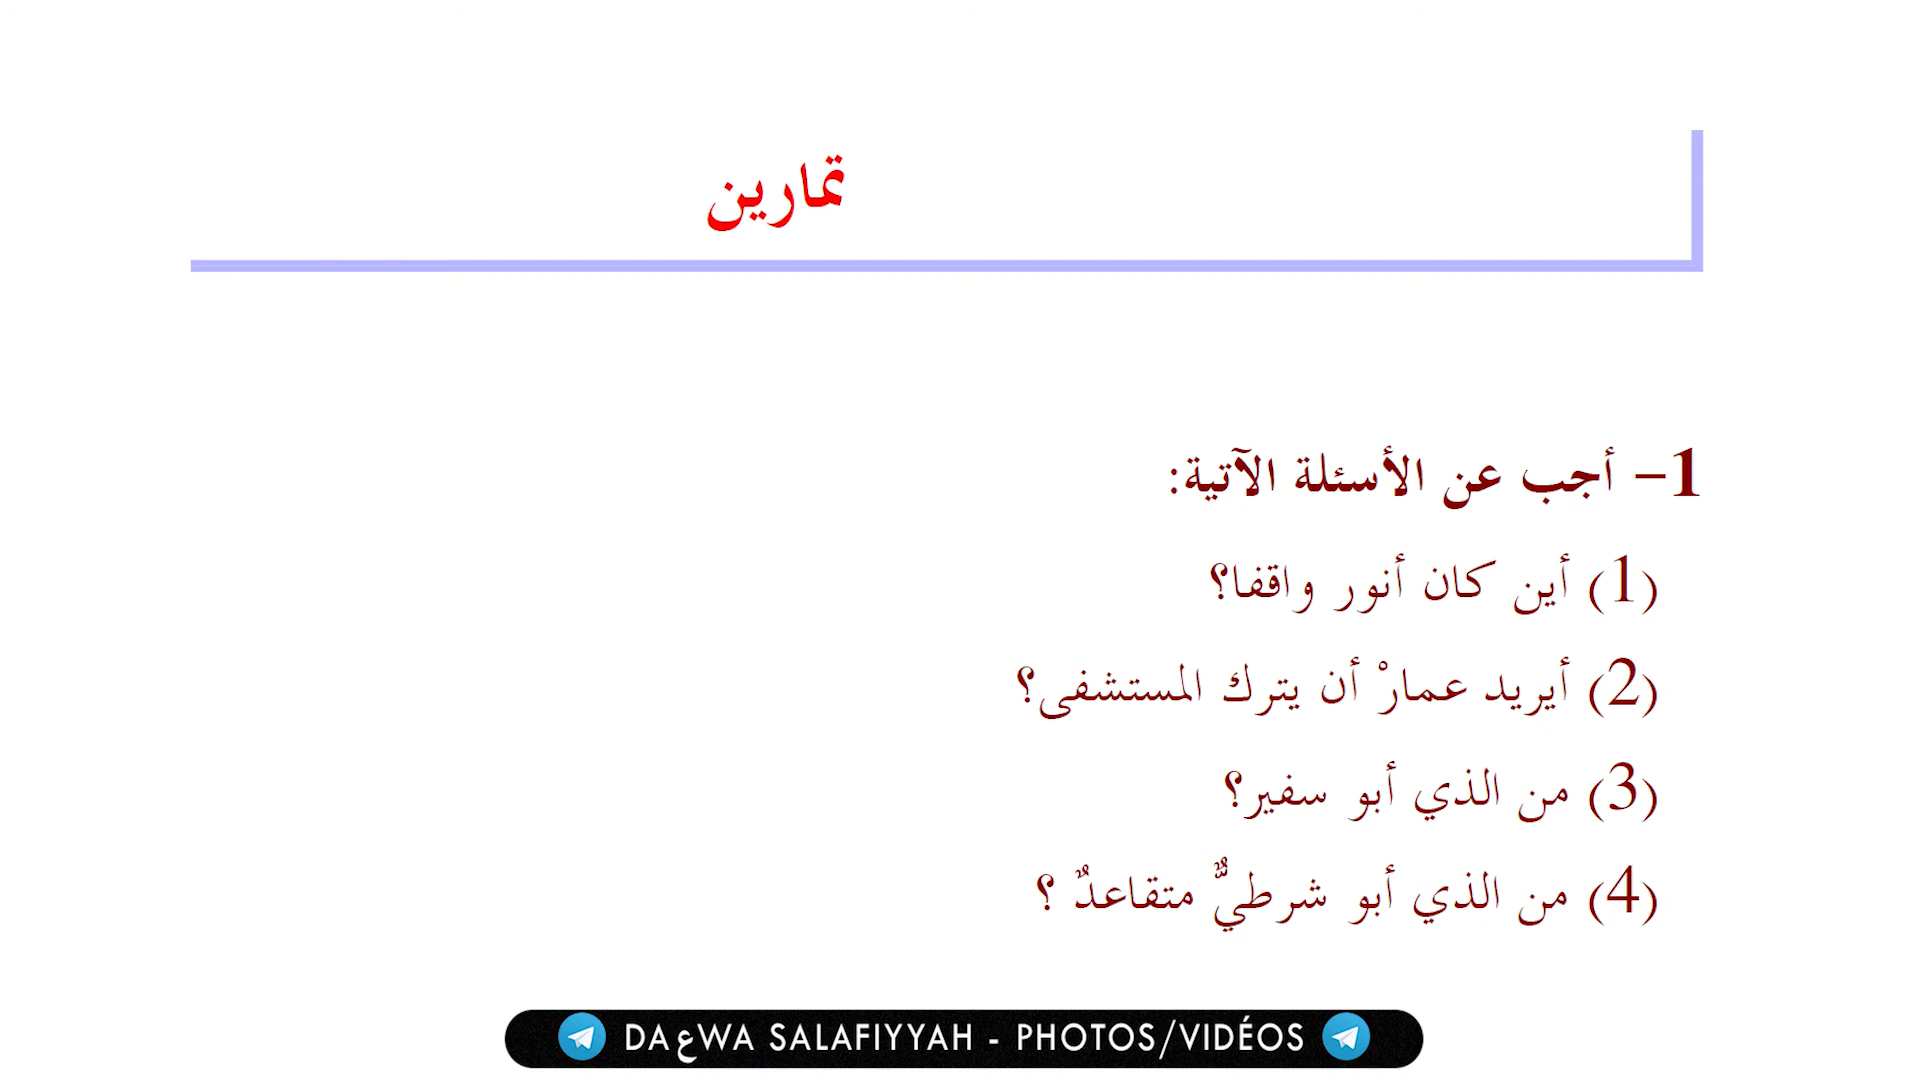 تمارين
1- أجب عن الأسئلة الآتية:
(1) أين كان أنور واقفا؟
(2) أيريد عمارْ أن يترك المستشفى؟
(3) من الذي أبو سفير؟
(4) من الذي أبو شرطيٌّ متقاعدٌ ؟
DAعWA SALAFIYYAH - PHOTOS/VIDÉOS